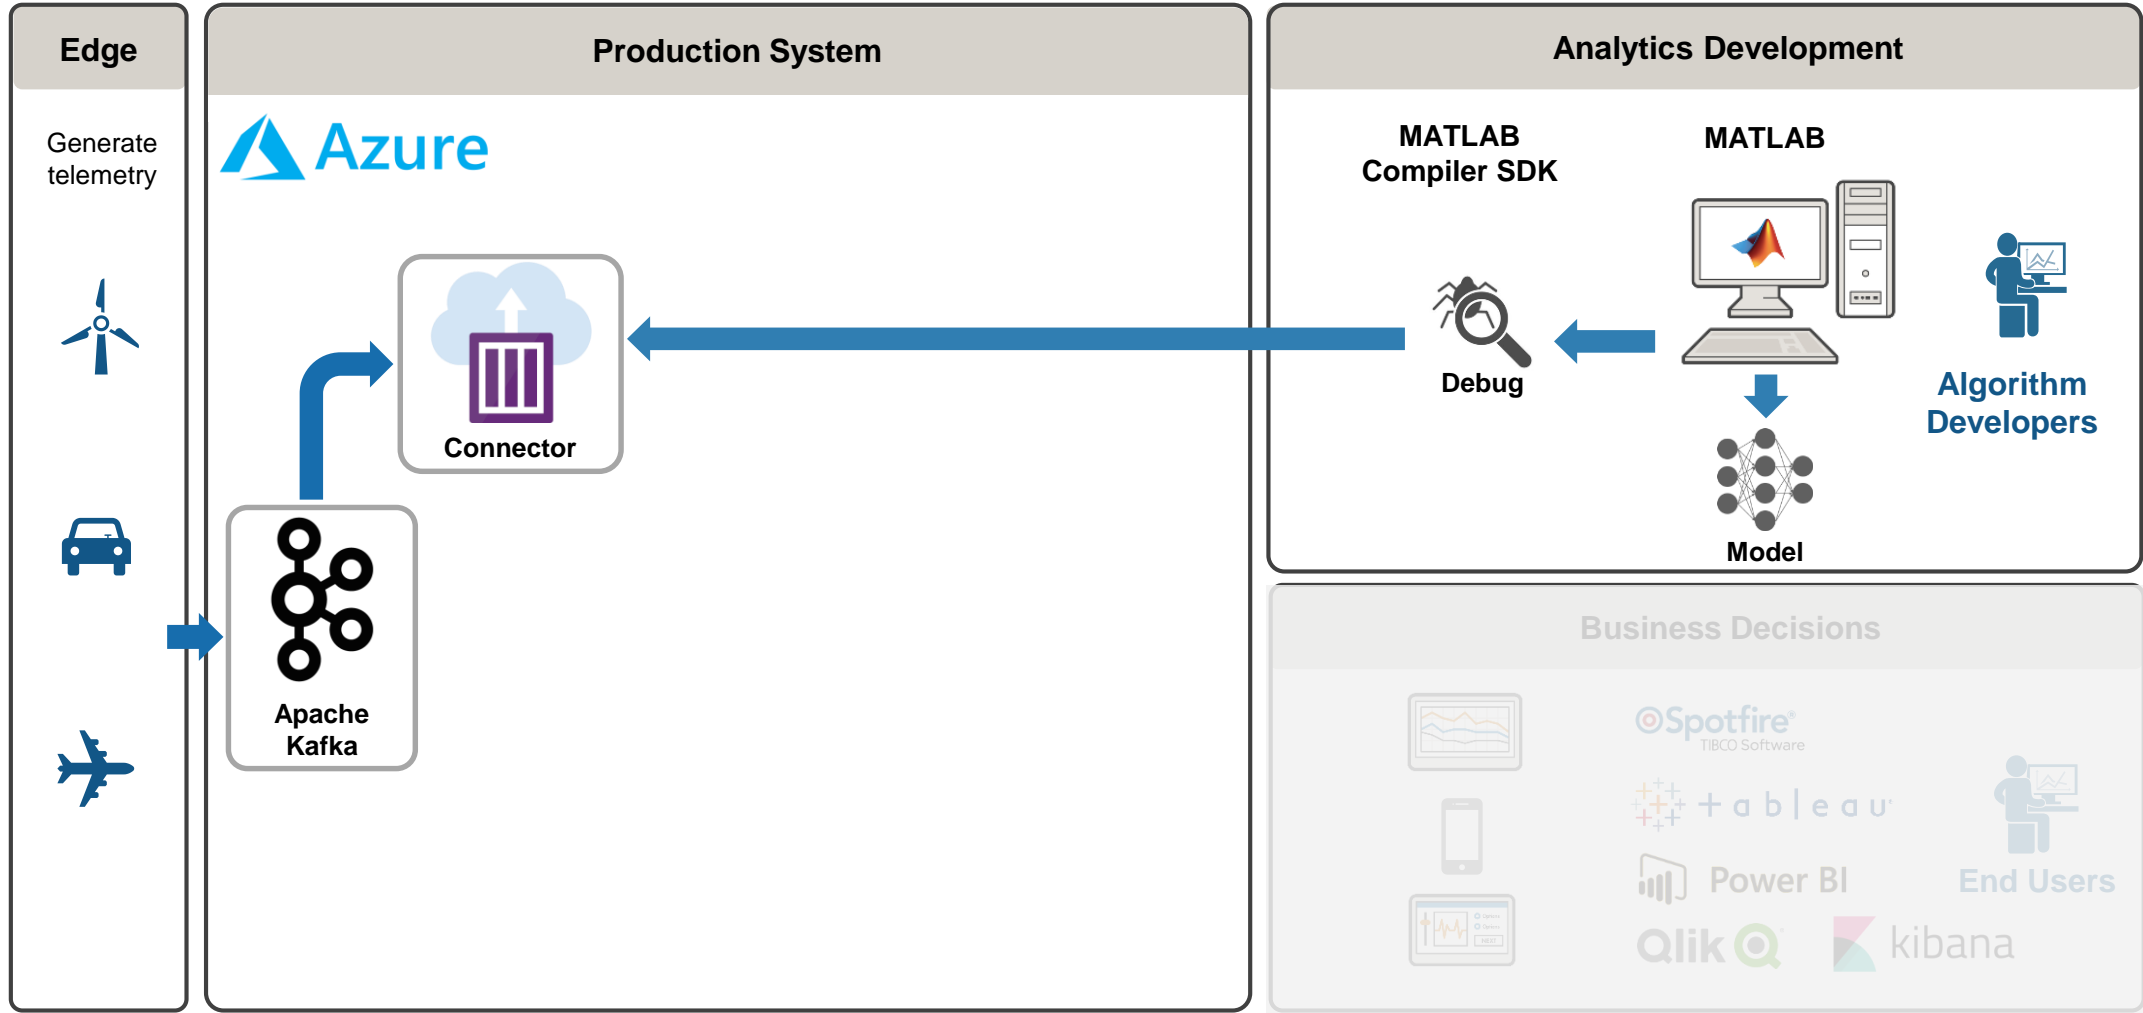 Edge
Generate
telemetry
Production System
Azure
Connector
Apache
Kafka
Analytics Development
MATLAB
Compiler SDK
MATLAB
Debug
Algorithm
Developers
Model
Business Decisions
Spotfire®
TIBCO Software
+ableau
Power BI
End Users
Qlik
kibana